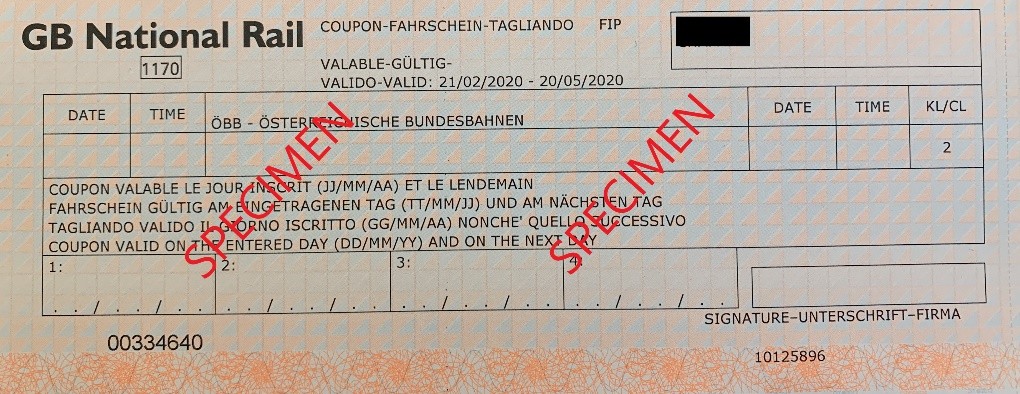 GB National Rail
COUPON-FAHRSCHEIN-TAGLIANDO FIP
1170
VALABLE-GÜLTIG-
VALIDO-VALID: 21/02/2020 - 20/05/2020
DATE TIME ÖBB - ÖSTERREICHISCHE BUNDESBAHNEN DATE TIME KL/CL
2
COUPON VALABLE LE JOUR INSCRIT (JJ/MM/AA) ET LE LENDEMAIN
FAHRSCHEIN GÜLTIG AM EINGETRAGENEN TAG (TT/MM/JJ) UND AM NÄCHSTEN TAG
TAGLIANDO VALIDO IL GIORNO ISCRITTO (GG/MM/AA) NONCHE' QUELLO SUCCESSIVO
COUPON VALID ON THE ENTERED DAY (DD/MM/YY) AND ON THE NEXT DAY
SPECIMEN
SPECIMEN
1: 2: 3: 4:
. . / . . / . . . . / . . / . . . . / . . / . . . . / . . / . .
SIGNATURE-UNTERSCHRIFT-FIRMA
00334640
10125896